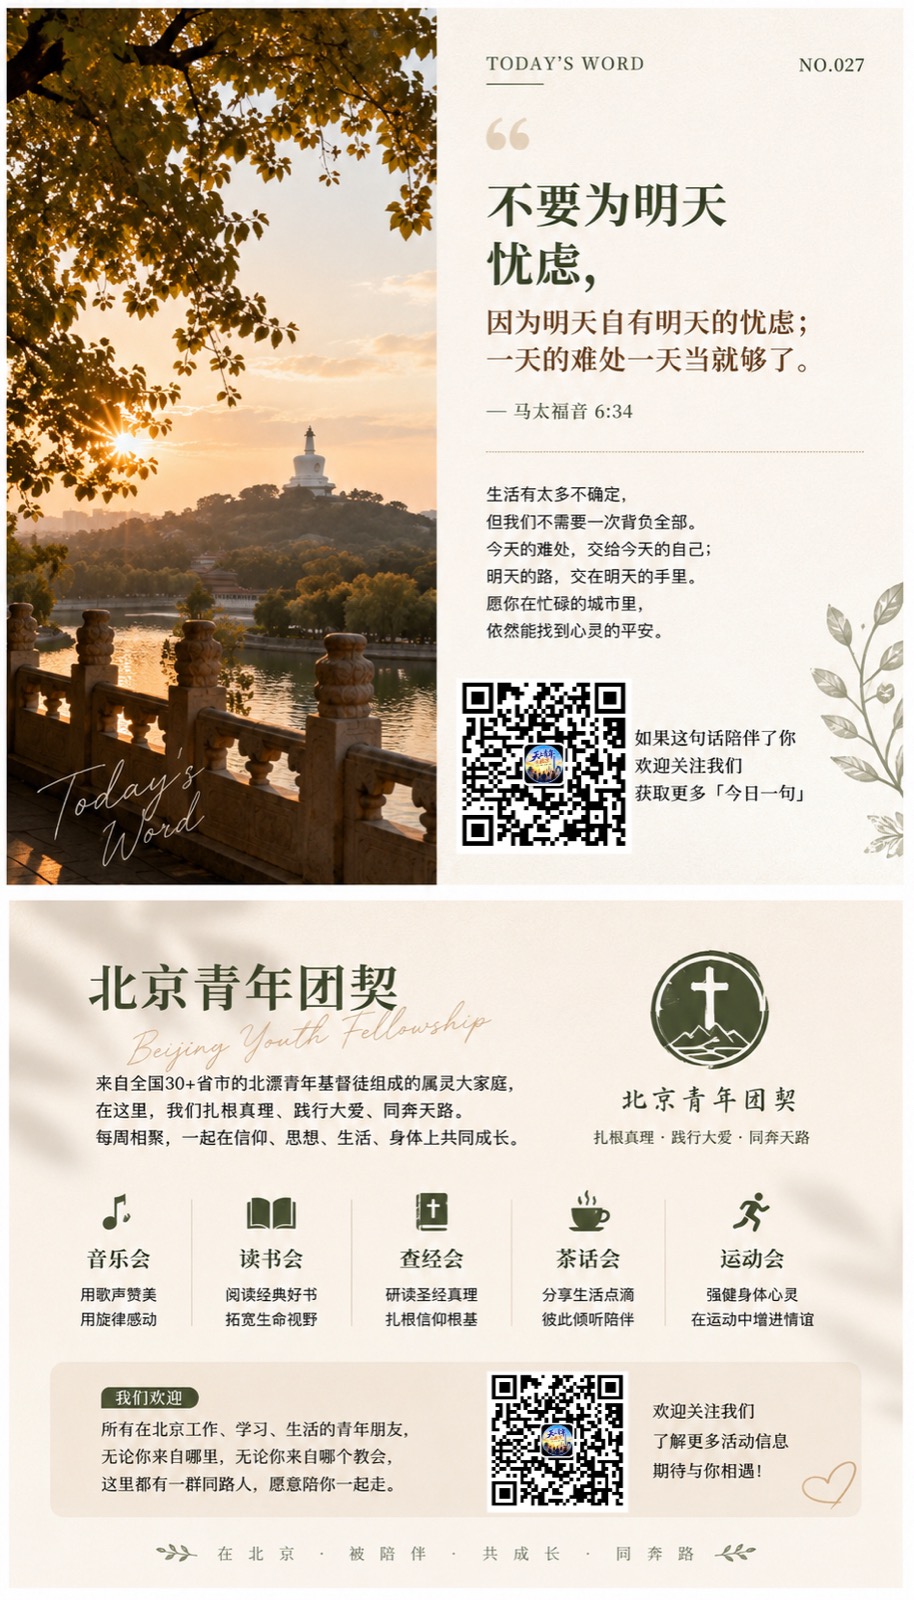 TODAY'S WORD
NO.027
不要为明天
忧虑，
因为明天自有明天的忧虑；
一天的难处一天当就够了。
— 马太福音 6:34
生活有太多不确定，
但我们不需要一次背负全部。
今天的难处，交给今天的自己；
明天的路，交在明天的手里。
愿你在忙碌的城市里，
依然能找到心灵的平安。
如果这句话陪伴了你
欢迎关注我们
获取更多「今日一句」
Today's
Word
北京青年团契
Beijing Youth Fellowship
来自全国30+省市的北漂青年基督徒组成的属灵大家庭，
在这里，我们扎根真理、践行大爱、同奔天路。
每周相聚，一起在信仰、思想、生活、身体上共同成长。
北京青年团契
扎根真理·践行大爱·同奔天路
音乐会
用歌声赞美
用旋律感动
读书会
阅读经典好书
拓宽生命视野
查经会
研读圣经真理
扎根信仰根基
茶话会
分享生活点滴
彼此倾听陪伴
运动会
强健身体心灵
在运动中增进情谊
我们欢迎
所有在北京工作、学习、生活的青年朋友，
无论你来自哪里，无论你来自哪个教会，
这里都有一群同路人，愿意陪你一起走。
欢迎关注我们
了解更多活动信息
期待与你相遇！
在北京·被陪伴·共成长·同奔路